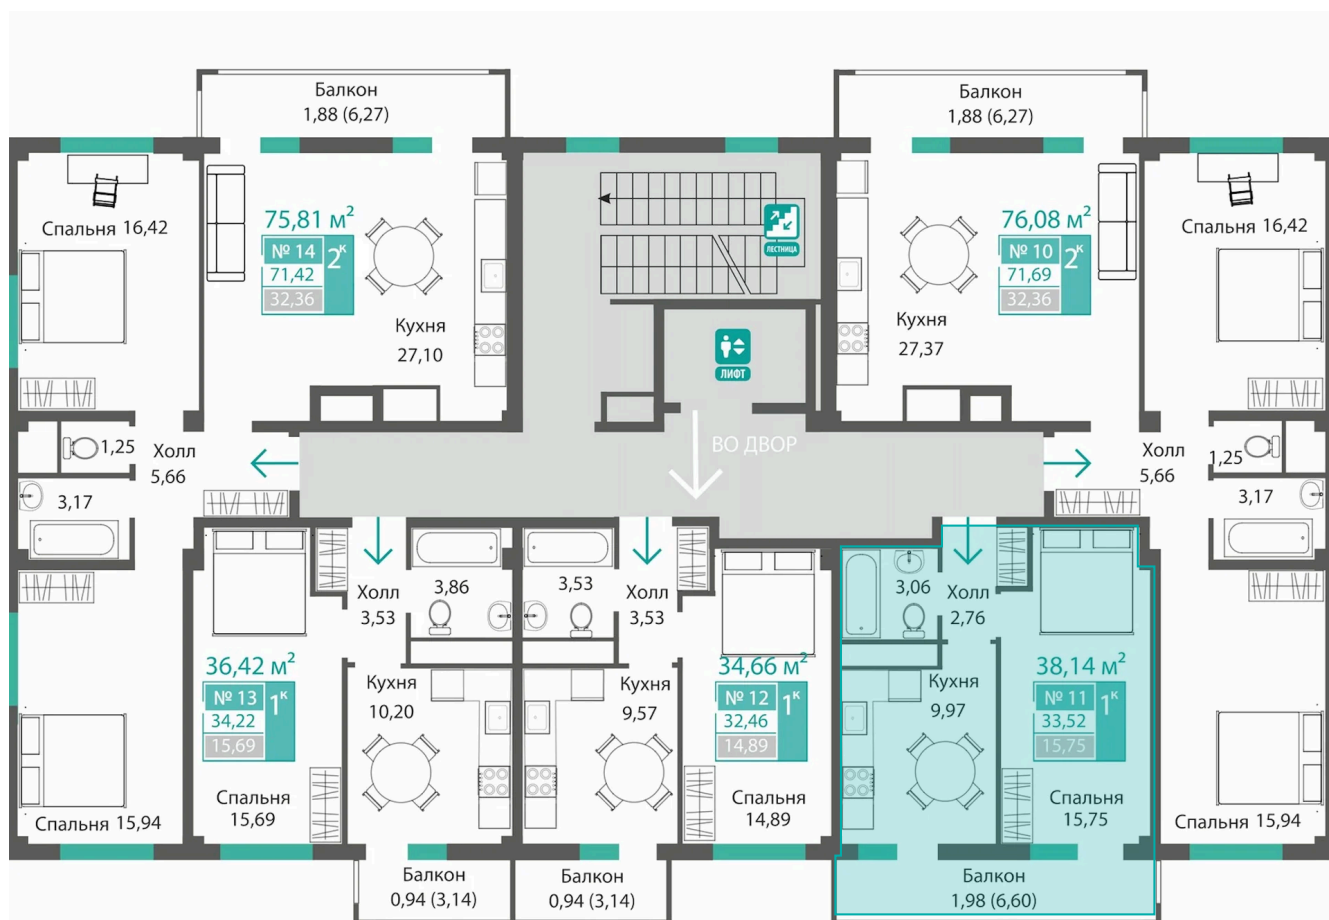 Балкон
1,88 (6,27)
Балкон
1,88 (6,27)
Спальня 16,42
75,81 м²
№ 14
71,42
32,36
2к
Кухня
27,10
ЛЕСТНИЦА
ЛИФТ
76,08 м²
№ 10
71,69
32,36
2к
Кухня
27,37
Спальня 16,42
1,25
Холл
5,66
3,17
ВО ДВОР
Холл
5,66
1,25
3,17
Холл
3,53
3,86
3,53
Холл
3,53
3,06
Холл
2,76
36,42 м²
№ 13
34,22
15,69
1к
Кухня
10,20
Кухня
9,57
34,66 м²
№ 12
32,46
14,89
1к
Кухня
9,97
38,14 м²
№ 11
33,52
15,75
1к
Спальня 15,94
Спальня
15,69
Спальня
14,89
Спальня
15,75
Спальня 15,94
Балкон
0,94 (3,14)
Балкон
0,94 (3,14)
Балкон
1,98 (6,60)